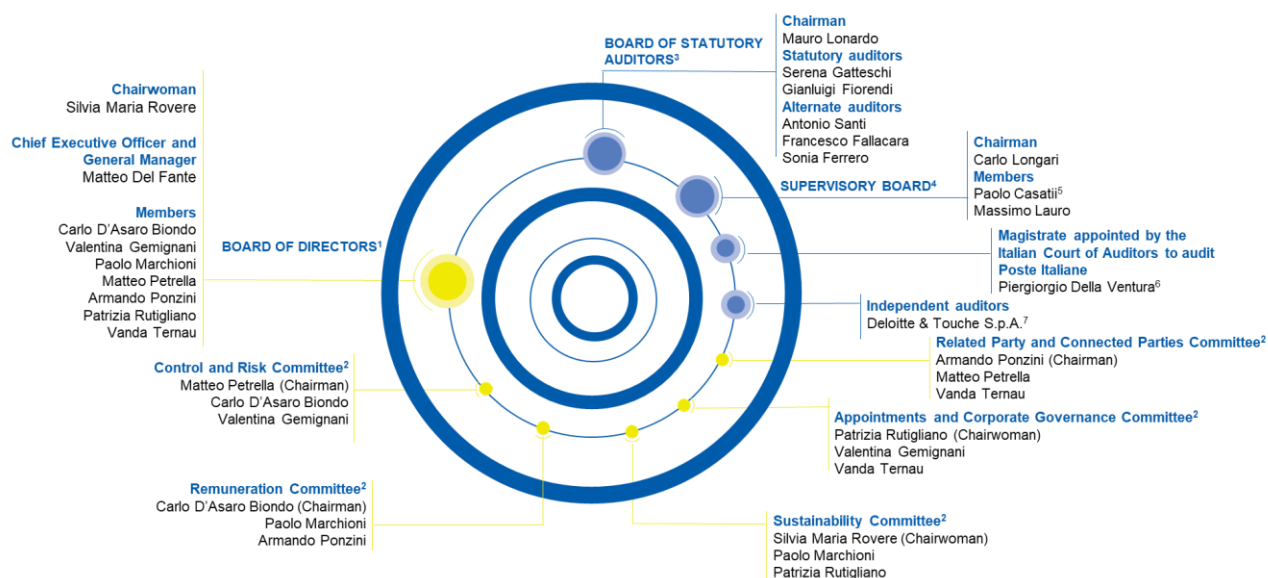 BOARD OF STATUTORY
AUDITORS³
Chairman
Mauro Lonardo
Statutory auditors
Serena Gatteschi
Gianluigi Fiorendi
Alternate auditors
Antonio Santi
Francesco Fallacara
Sonia Ferrero
Chairwoman
Silvia Maria Rovere
Chief Executive Officer and
General Manager
Matteo Del Fante
Members
Carlo D'Asaro Biondo
Valentina Gemignani
Paolo Marchioni
Matteo Petrella
Armando Ponzini
Patrizia Rutigliano
Vanda Ternau
BOARD OF DIRECTORS¹
SUPERVISORY BOARD⁴
Chairman
Carlo Longari
Members
Paolo Casatii⁵
Massimo Lauro
Magistrate appointed by the
Italian Court of Auditors to audit
Poste Italiane
Piergiorgio Della Ventura⁶
Independent auditors
Deloitte & Touche S.p.A.⁷
Related Party and Connected Parties Committee²
Armando Ponzini (Chairman)
Matteo Petrella
Vanda Ternau
Control and Risk Committee²
Matteo Petrella (Chairman)
Carlo D'Asaro Biondo
Valentina Gemignani
Appointments and Corporate Governance Committee²
Patrizia Rutigliano (Chairwoman)
Valentina Gemignani
Vanda Ternau
Remuneration Committee²
Carlo D'Asaro Biondo (Chairman)
Paolo Marchioni
Armando Ponzini
Sustainability Committee²
Silvia Maria Rovere (Chairwoman)
Paolo Marchioni
Patrizia Rutigliano